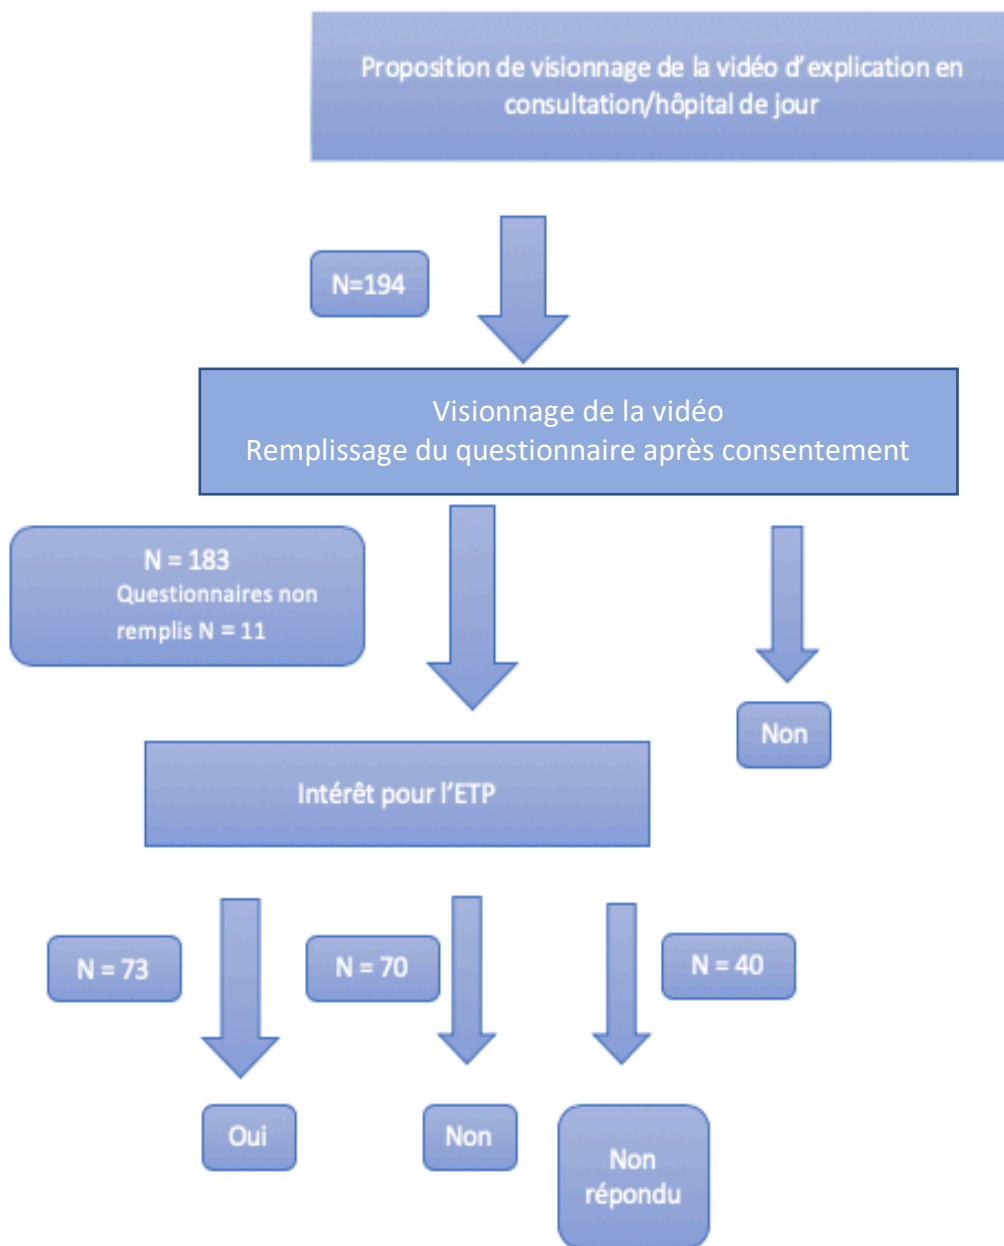 Proposition de visionnage de la vidéo d'explication en
consultation/hôpital de jour
N=194
Visionnage de la vidéo
Remplissage du questionnaire après consentement
N = 183
Questionnaires non
remplis N = 11
Non
Intérêt pour l'ETP
N = 73
N = 70
N = 40
Oui
Non
Non
répondu